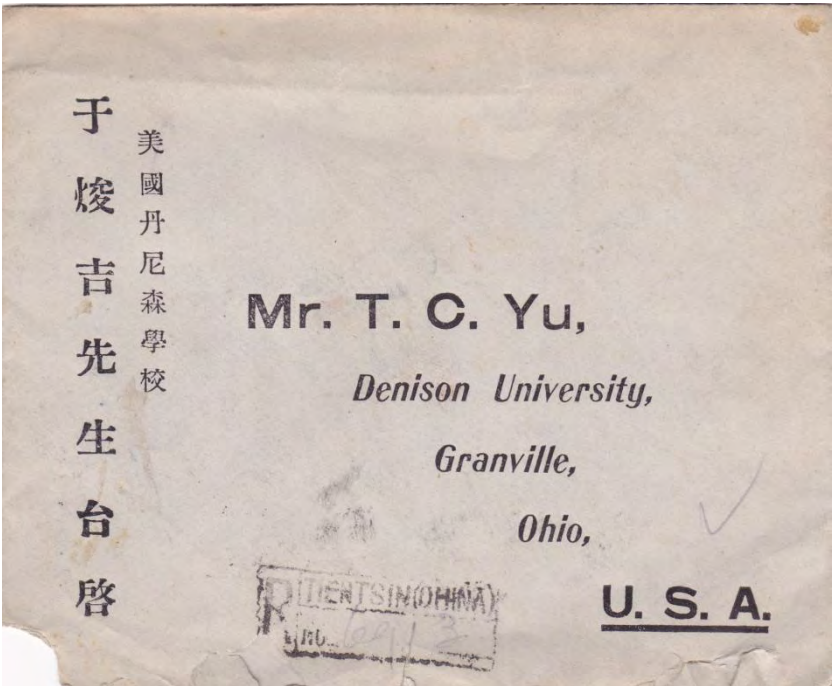 美國丹尼森學校
于焌吉先生台啓
Mr. T. C. Yu,
Denison University,
Granville,
Ohio,
U. S. A.
R TIENTSIN (CHINA)
No.